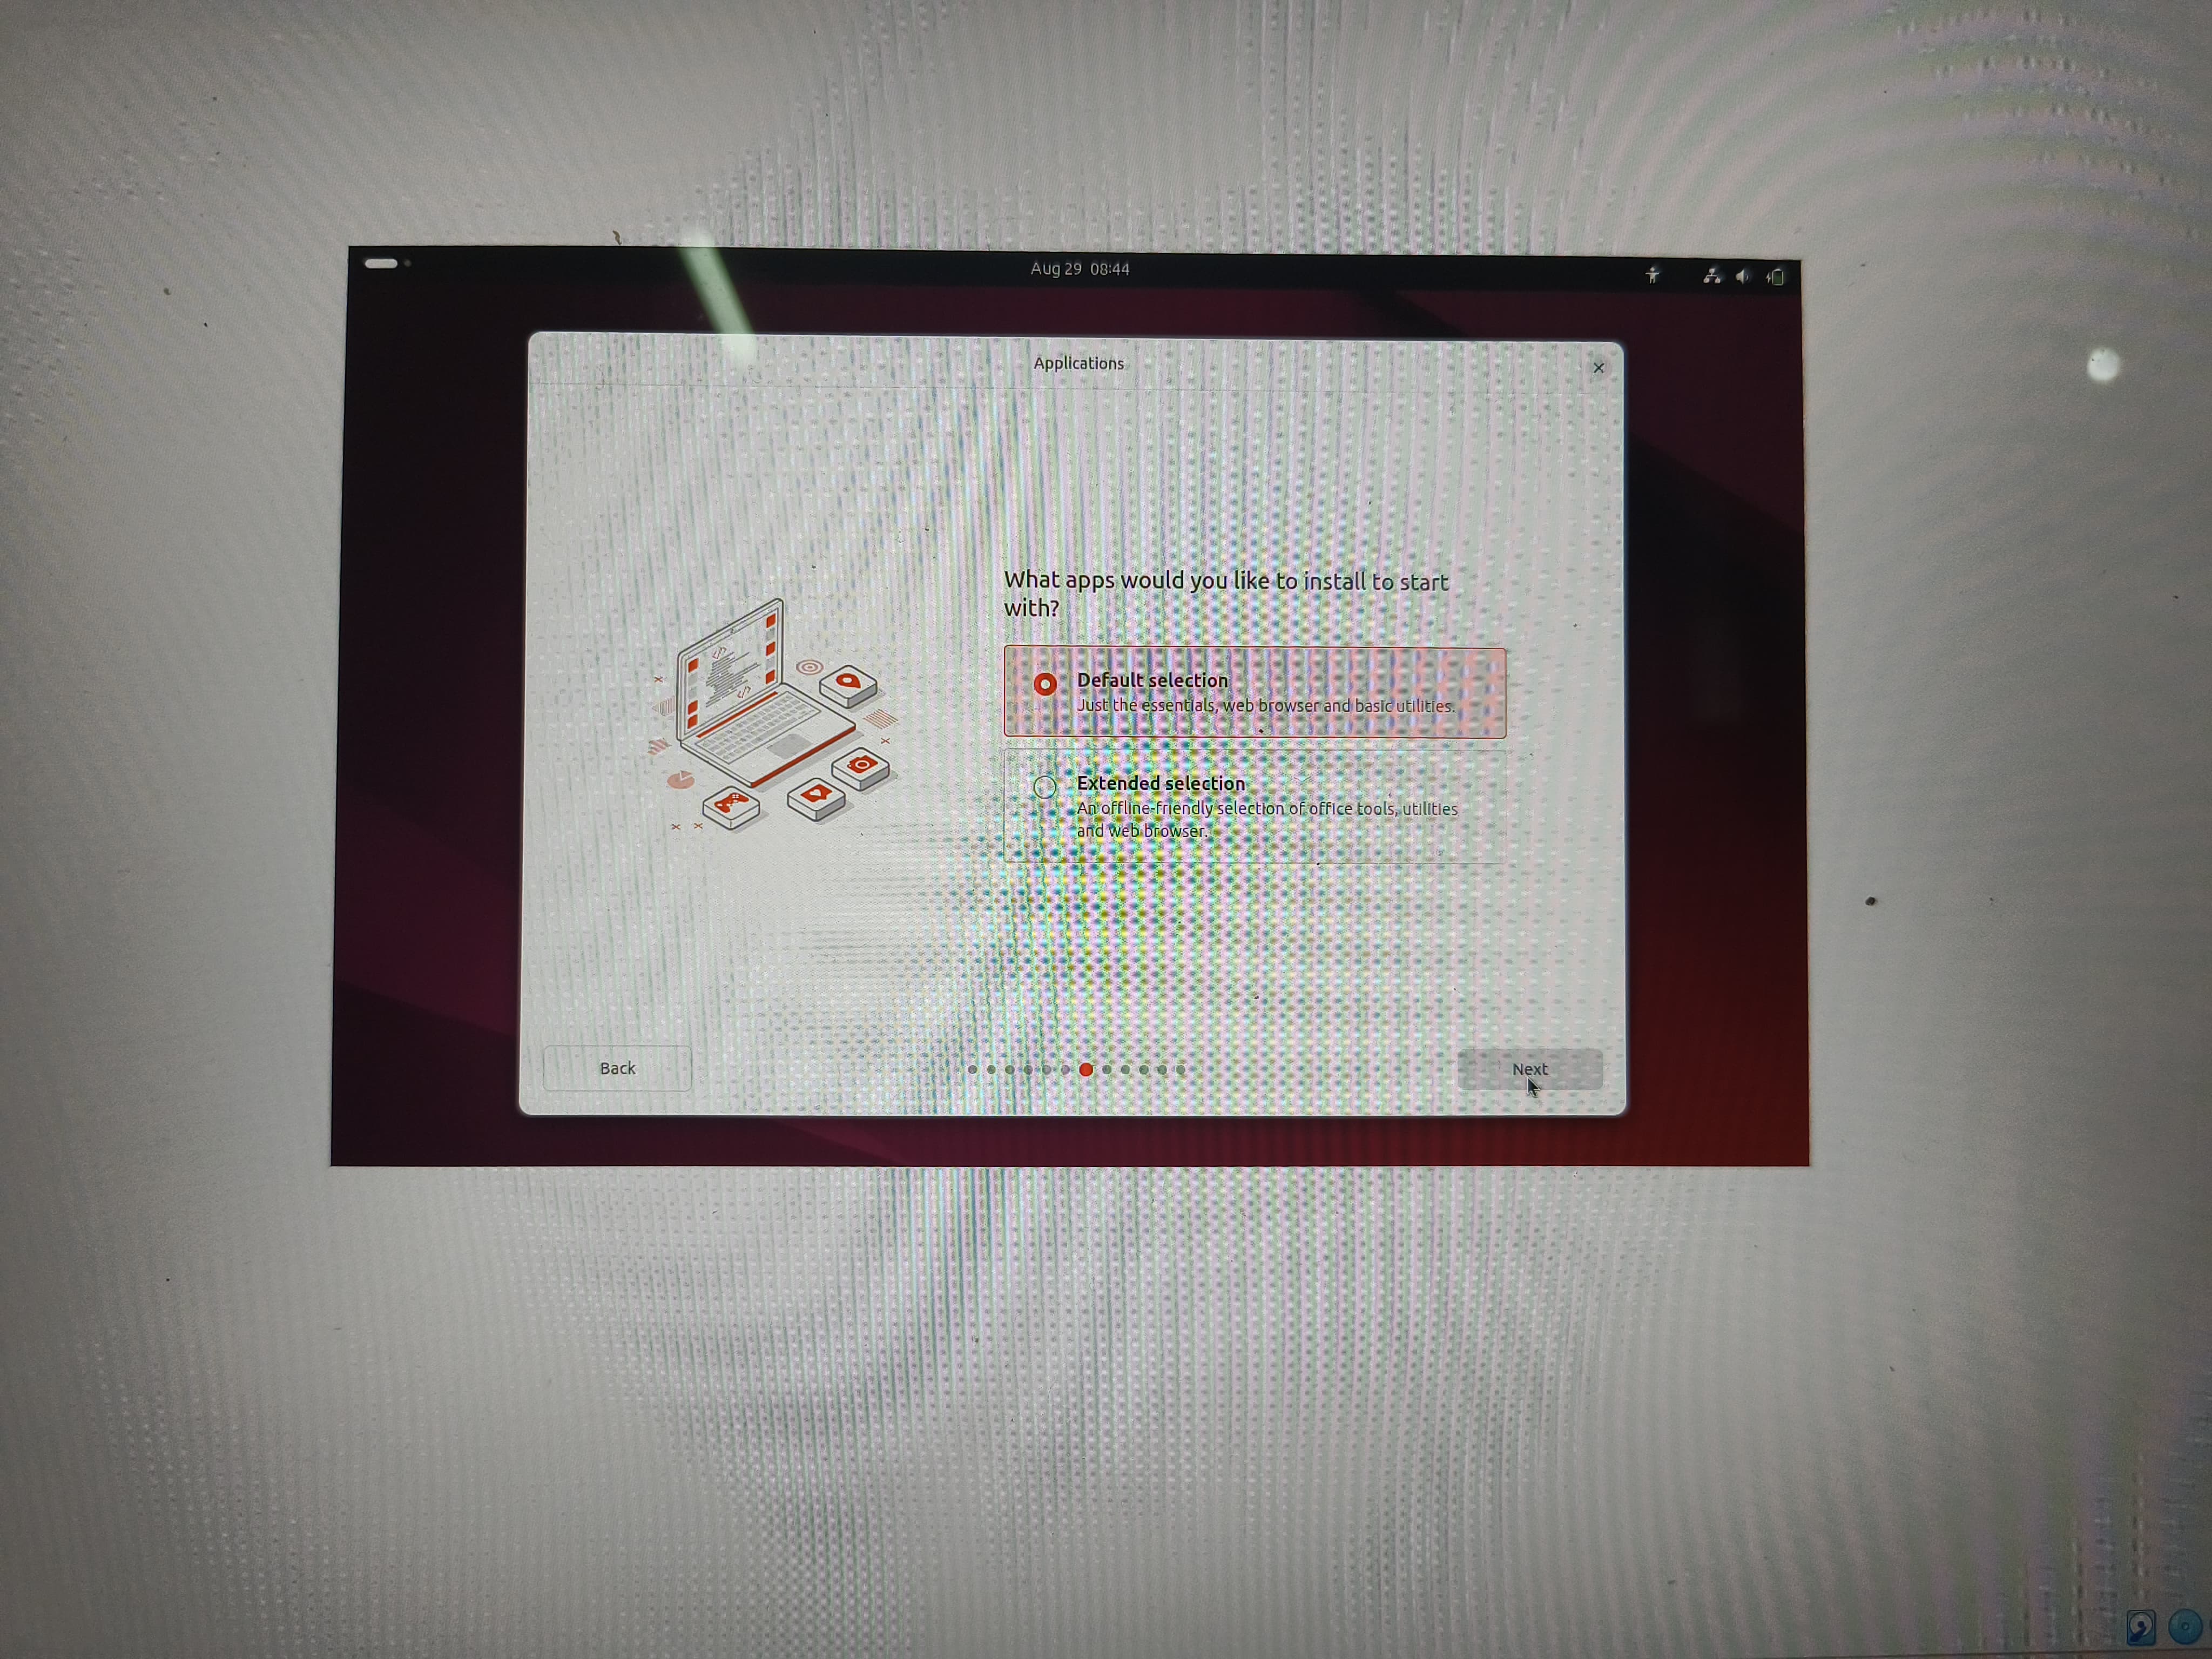 Aug 29 08:44
Applications
What apps would you like to install to start
with?
Default selection
Just the essentials, web browser and basic utilities.
Extended selection
An offline-friendly selection of office tools, utilities
and web browser.
Back
Next